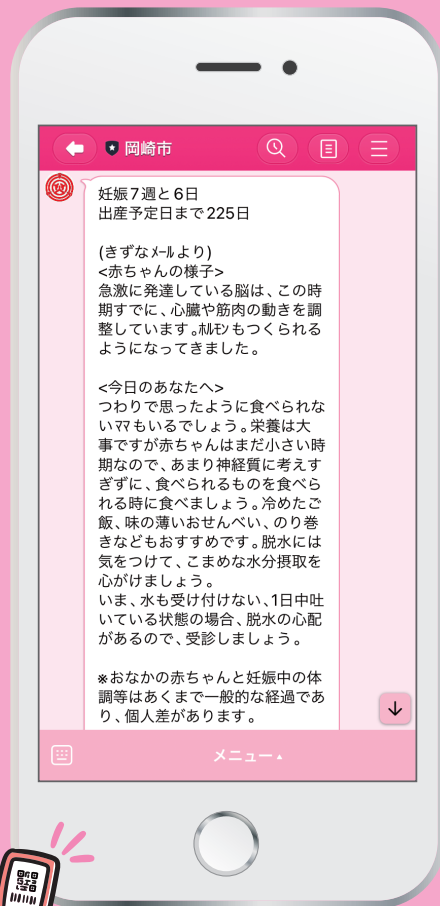 岡崎市
妊娠7週と6日
出産予定日まで225日
(きずなﾒｰﾙより)
<赤ちゃんの様子>
急激に発達している脳は、この時
期すでに、心臓や筋肉の動きを調
整しています。ﾎﾙﾓﾝもつくられる
ようになってきました。
<今日のあなたへ>
つわりで思ったように食べられな
いﾏﾏもいるでしょう。栄養は大
事ですが赤ちゃんはまだ小さい時
期なので、あまり神経質に考えす
ぎずに、食べられるものを食べら
れる時に食べましょう。冷めたご
飯、味の薄いおせんべい、のり巻
きなどもおすすめです。脱水には
気をつけて、こまめな水分摂取を
心がけましょう。
いま、水も受け付けない、1日中吐
いている状態の場合、脱水の心配
があるので、受診しましょう。
※おなかの赤ちゃんと妊娠中の体
調等はあくまで一般的な経過であ
り、個人差があります。
メニュー▲